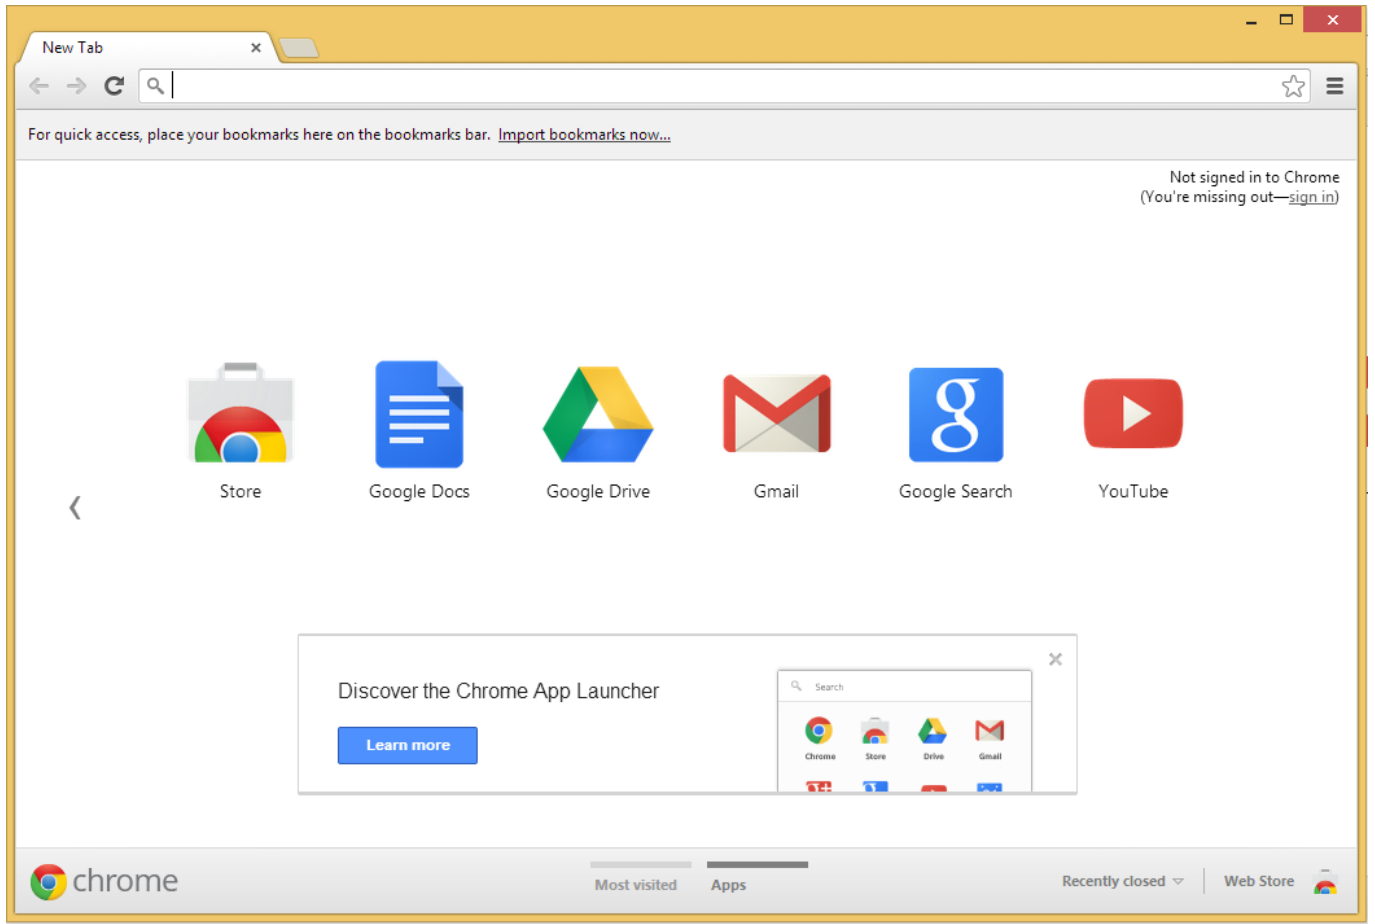 New Tab
For quick access, place your bookmarks here on the bookmarks bar. Import bookmarks now...
Not signed in to Chrome
(You're missing out—sign in)
Store
Google Docs
Google Drive
Gmail
Google Search
YouTube
Discover the Chrome App Launcher
Learn more
Search
Chrome
Store
Drive
Gmail
chrome
Most visited
Apps
Recently closed
Web Store